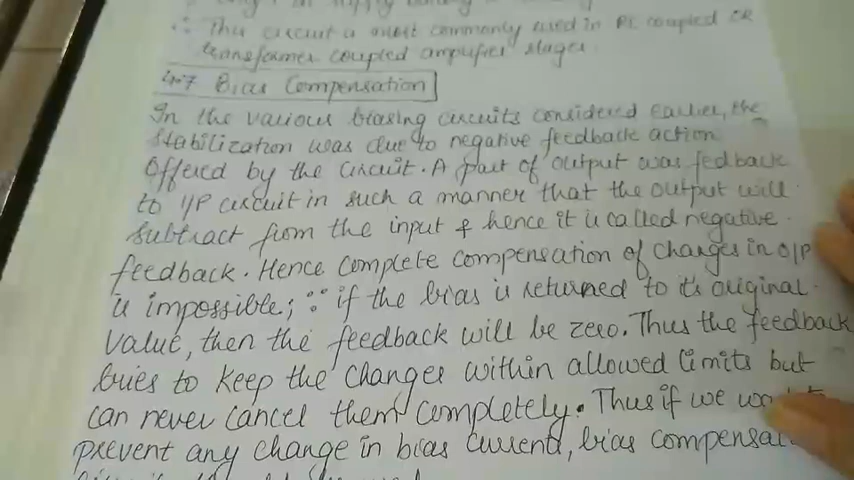 ∴ This circuit is most commonly used in RC coupled OR
transformer coupled amplifier stages.
4.7 Bias Compensation
In the various biasing circuits considered earlier, the
stabilization was due to negative feedback action
offered by the circuit. A part of output was fedback
to I/P circuit in such a manner that the output will
subtract from the input & hence it is called negative
feedback. Hence complete compensation of changes in O/P
is impossible; ∵ if the bias is returned to it's original
value, then the feedback will be zero. Thus the feedback
tries to keep the changes within allowed limits but
can never cancel them completely. Thus if we
prevent any change in bias current, bias